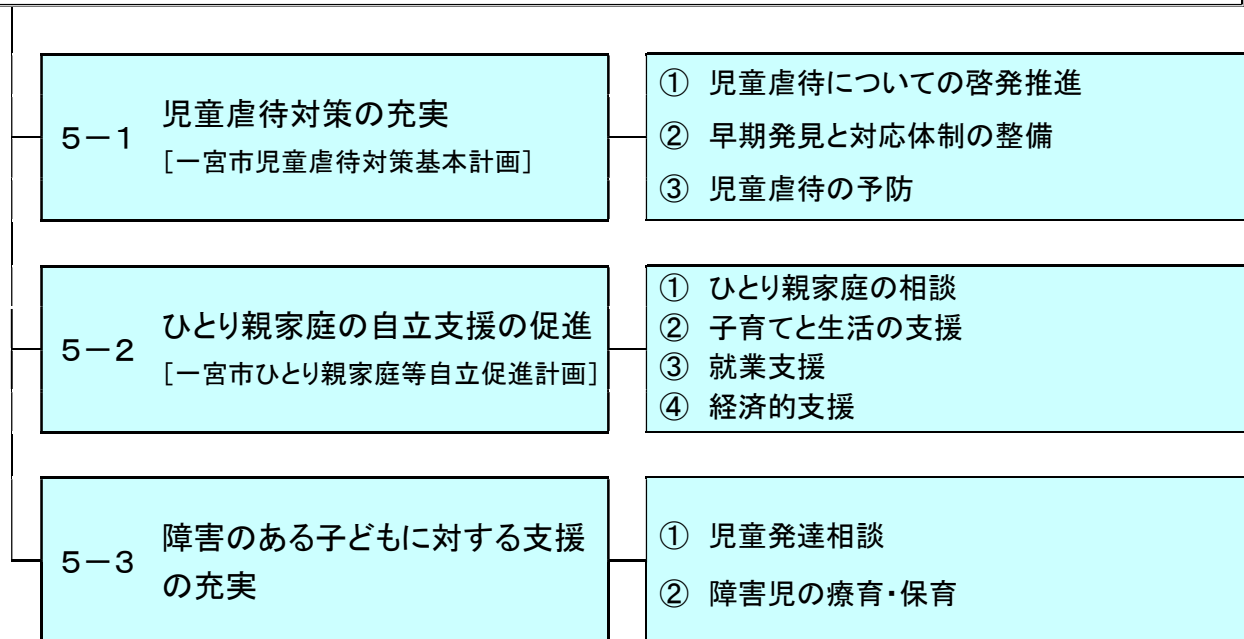 5-1 児童虐待対策の充実
[一宮市児童虐待対策基本計画]
① 児童虐待についての啓発推進
② 早期発見と対応体制の整備
③ 児童虐待の予防
5-2 ひとり親家庭の自立支援の促進
[一宮市ひとり親家庭等自立促進計画]
① ひとり親家庭の相談
② 子育てと生活の支援
③ 就業支援
④ 経済的支援
5-3 障害のある子どもに対する支援
の充実
① 児童発達相談
② 障害児の療育・保育